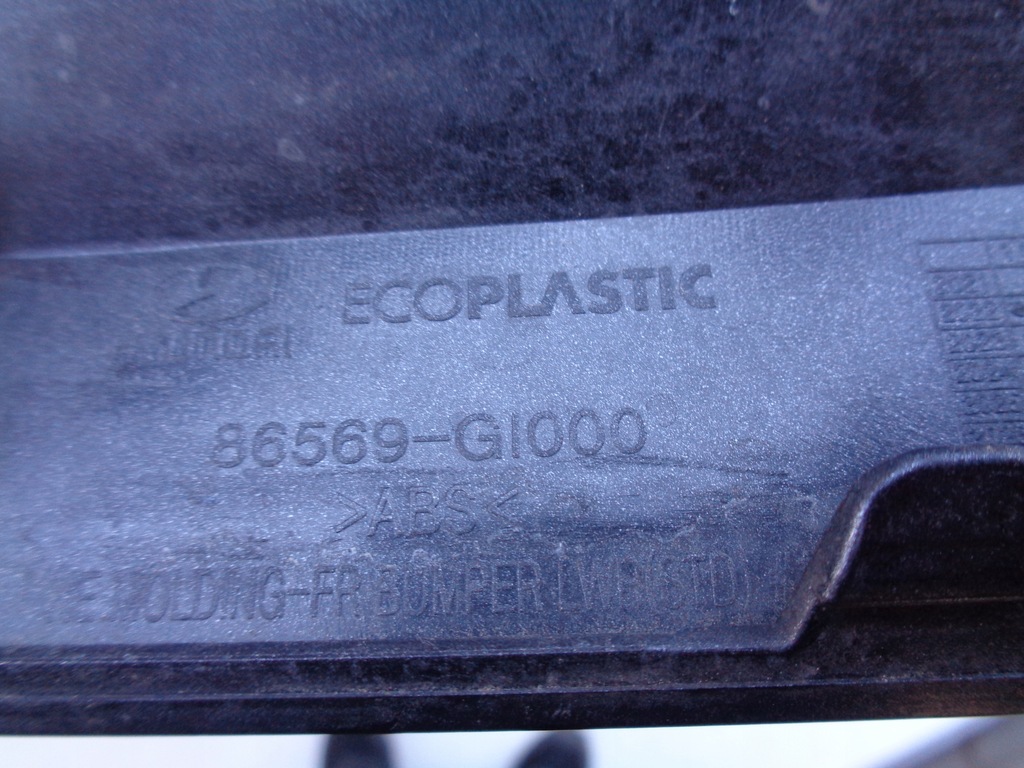 ECOPLASTIC
86569-GI000
>ABS<
MOLDING-FR BUMPER LWR(STD)